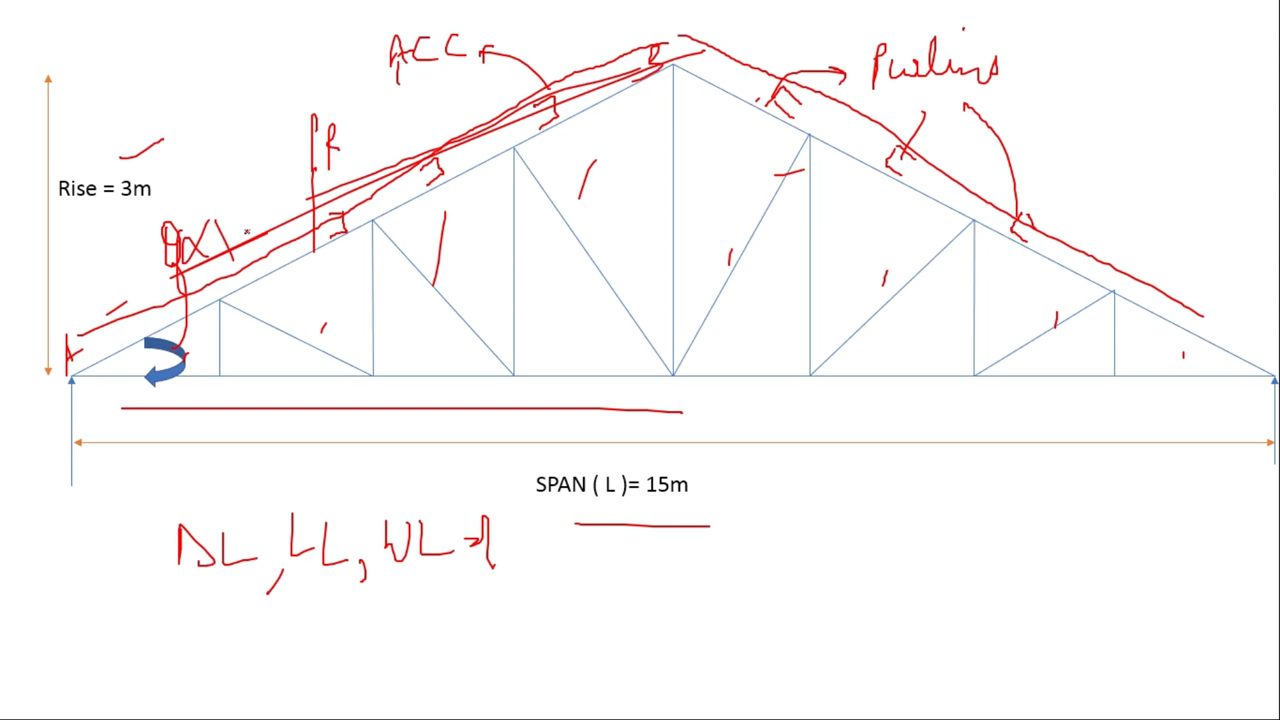 ACC
Purlins
R
Rise = 3m
A
SPAN ( L )= 15m
DL, LL, WL